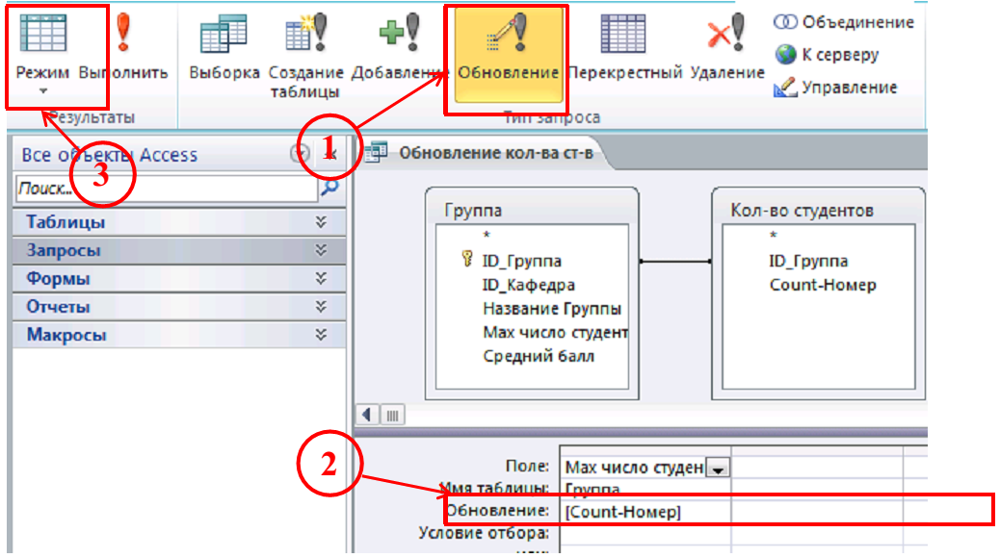 Режим Выполнить Выборка Создание таблицы Добавление Обновление Перекрестный Удаление
Объединение
К серверу
Управление
Результаты
Тип запроса
1
Все объекты Access
Обновление кол-ва ст-в
3
Поиск...
Таблицы
Запросы
Формы
Отчеты
Макросы
Группа
*
ID_Группа
ID_Кафедра
Название Группы
Мах число студент
Средний балл
Кол-во студентов
*
ID_Группа
Count-Номер
2
Поле: Мах число студен
Имя таблицы: Группа
Обновление: [Count-Номер]
Условие отбора:
или: